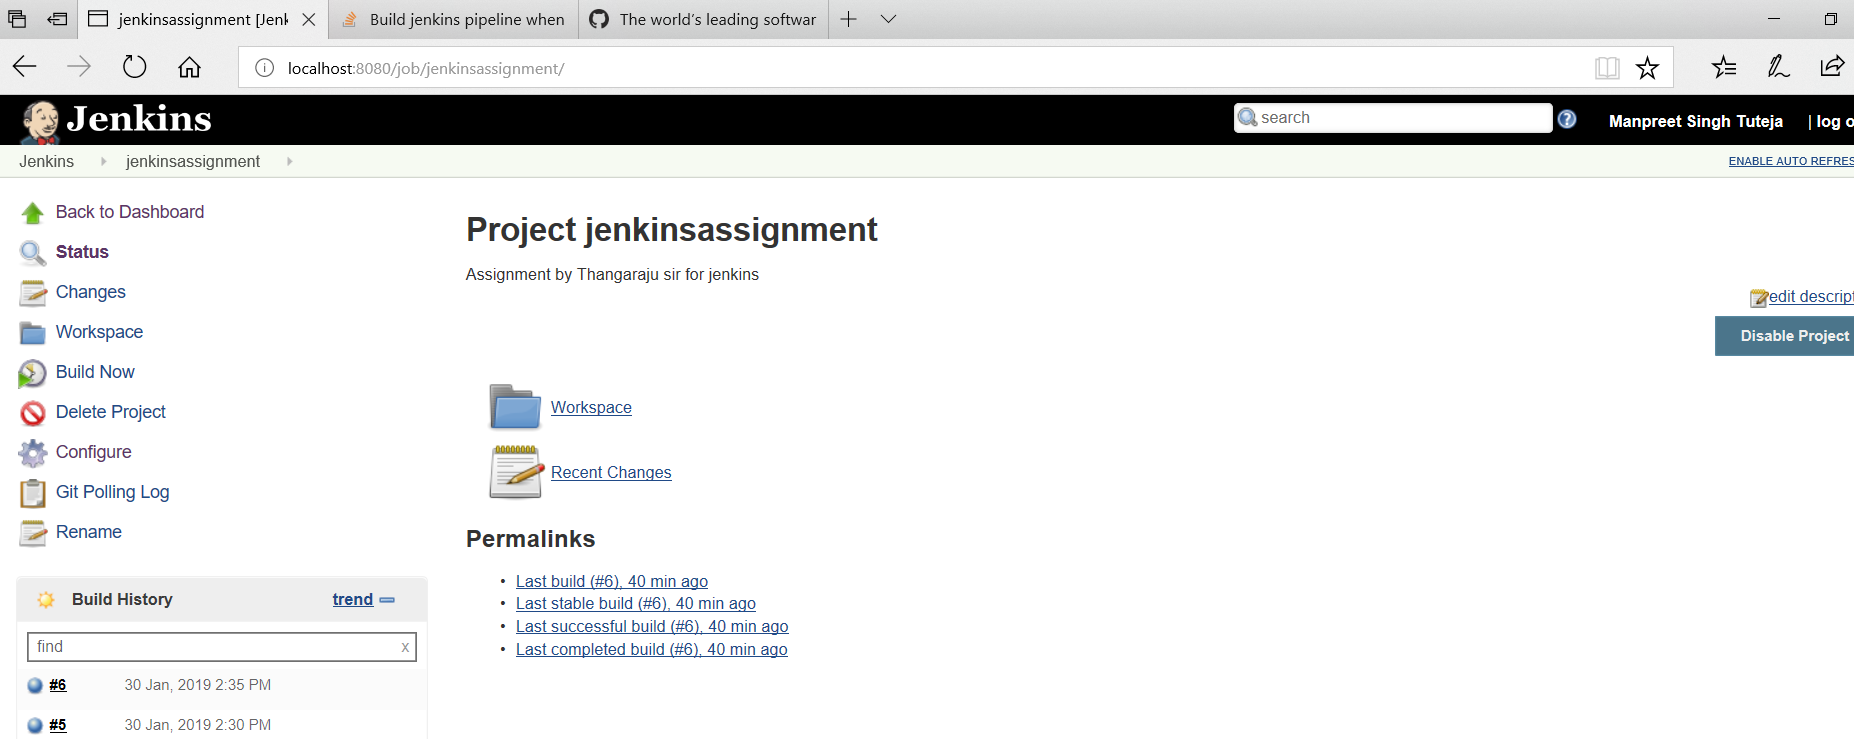 jenkinsassignment [Jenk
Build jenkins pipeline when
The world's leading softwar
localhost:8080/job/jenkinsassignment/
Jenkins
search
?
Manpreet Singh Tuteja
| log o
Jenkins
jenkinsassignment
ENABLE AUTO REFRES
Back to Dashboard
Status
Changes
Workspace
Build Now
Delete Project
Configure
Git Polling Log
Rename
Project jenkinsassignment
Assignment by Thangaraju sir for jenkins
edit descript
Disable Project
Workspace
Recent Changes
Permalinks
• Last build (#6), 40 min ago
• Last stable build (#6), 40 min ago
• Last successful build (#6), 40 min ago
• Last completed build (#6), 40 min ago
Build History
trend
find
x
#6 30 Jan, 2019 2:35 PM
#5 30 Jan, 2019 2:30 PM